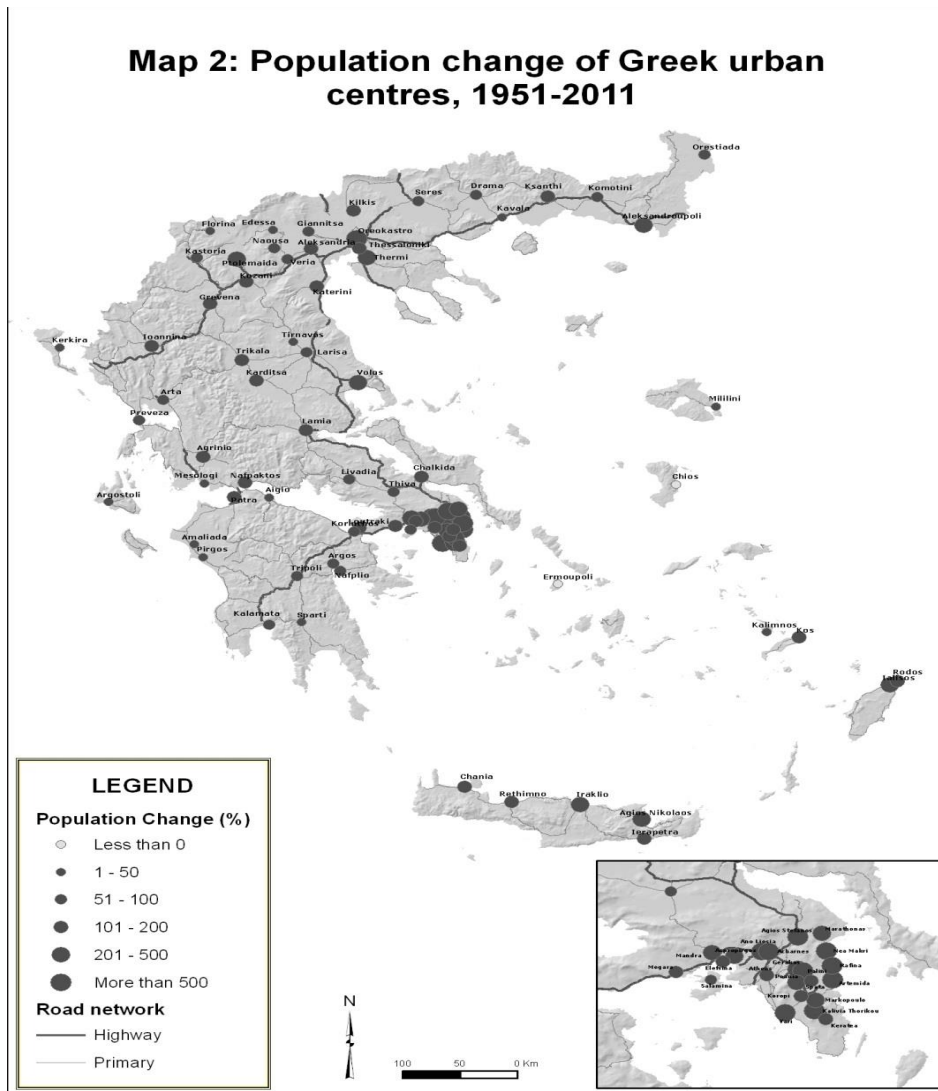 Map 2: Population change of Greek urban
centres, 1951-2011
Orestiada
Drama
Ksanthi
Komotini
Seres
Kilkis
Kavala
Aleksandroupoli
Florina
Edessa
Giannitsa
Oreokastro
Naousa
Aleksandria
Thessaloniki
Kastoria
Ptolemaida
Veria
Thermi
Kozani
Katerini
Grevena
Kerkira
Ioannina
Tirnavos
Larisa
Trikala
Karditsa
Volos
Arta
Mililini
Preveza
Lamia
Agrinio
Chios
Mesologi
Nafpaktos
Livadia
Chalkida
Thiva
Argostoli
Patra
Aigio
Loutraki
Amaliada
Pirgos
Argos
Tripoli
Nafplio
Ermoupoli
Kalamata
Sparti
Kalimnos
Kos
Rodos
Ialisos
Chania
Rethimno
Iraklio
Agios Nikolaos
Ierapetra
LEGEND
Population Change (%)
Less than 0
1 - 50
51 - 100
101 - 200
201 - 500
More than 500
Road network
Highway
Primary
N
100 50 0 Km
Agios Stefanos
Marathonas
Ano Liosia
Acharnes
Nea Makri
Mandra
Elefsina
Gerakas
Rafina
Megara
Athens
Palini
Salamina
Artemida
Koropi
Markopoulo
Kalivia Thorikou
Vari
Keratea